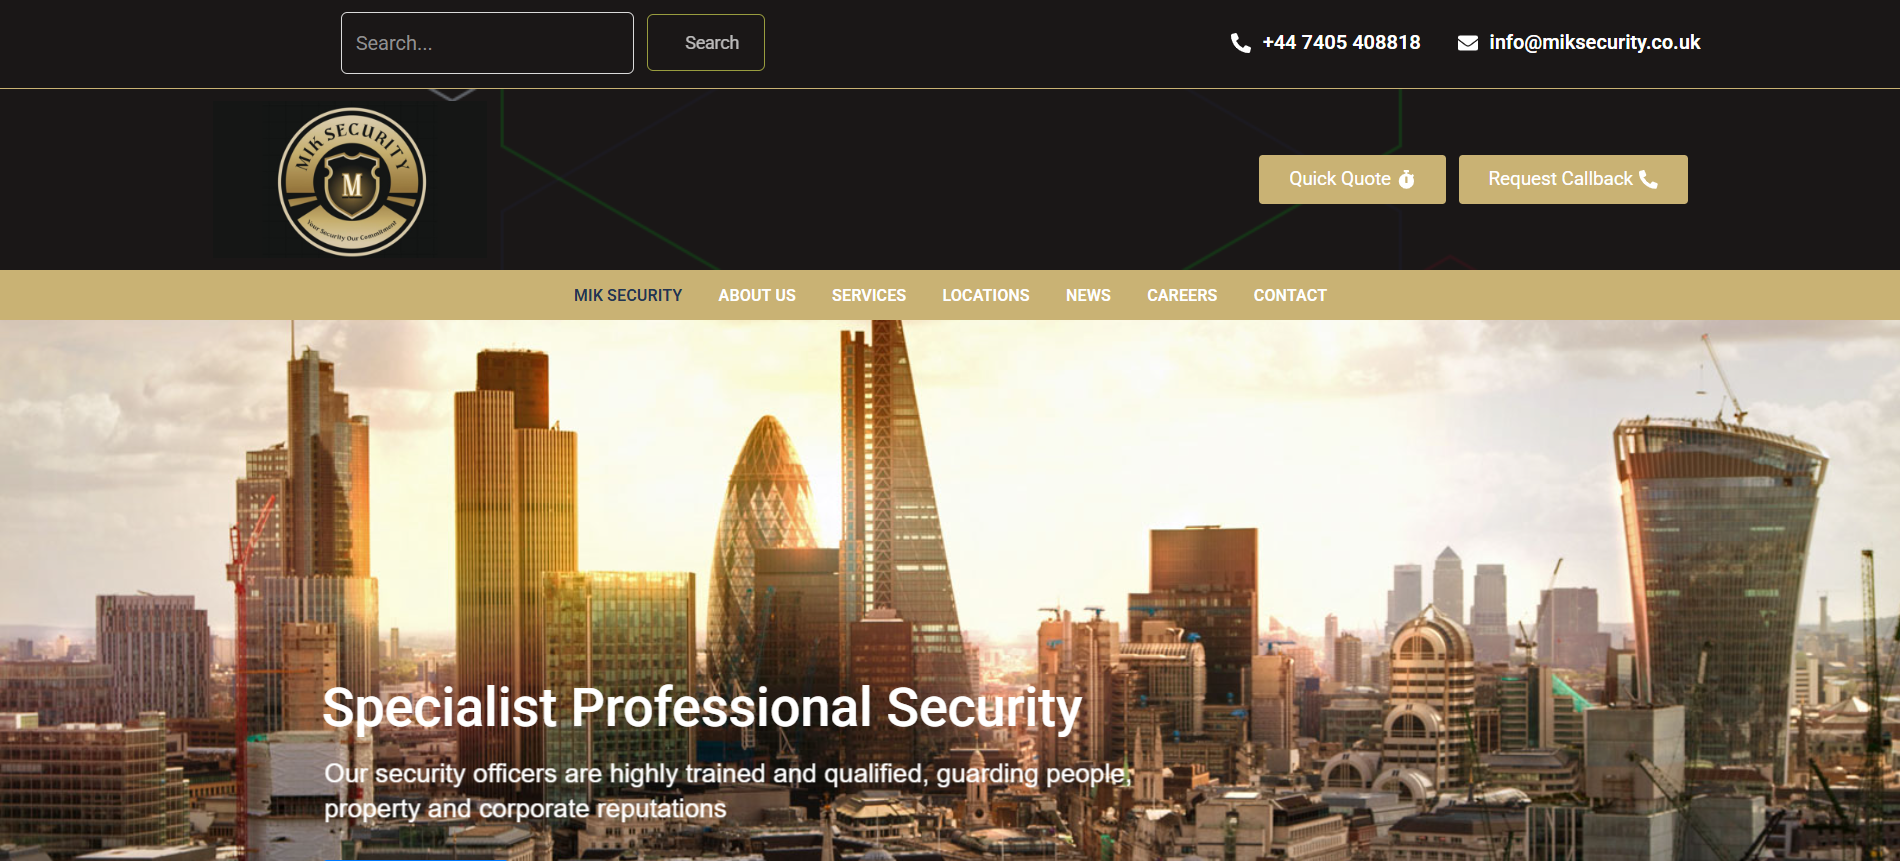 Search...
Search
+44 7405 408818
info@miksecurity.co.uk
MIK SECURITY
M
Your Security Our Commitment
Quick Quote
Request Callback
MIK SECURITY ABOUT US SERVICES LOCATIONS NEWS CAREERS CONTACT
Specialist Professional Security
Our security officers are highly trained and qualified, guarding people,
property and corporate reputations